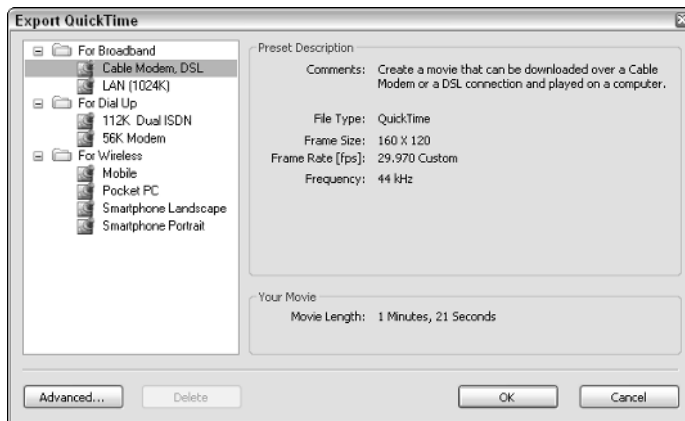 Export QuickTime
For Broadband
Cable Modem, DSL
LAN (1024K)
For Dial Up
112K Dual ISDN
56K Modem
For Wireless
Mobile
Pocket PC
Smartphone Landscape
Smartphone Portrait
Preset Description
Comments: Create a movie that can be downloaded over a Cable
Modem or a DSL connection and played on a computer.
File Type: QuickTime
Frame Size: 160 X 120
Frame Rate [fps]: 29.970 Custom
Frequency: 44 kHz
Your Movie
Movie Length: 1 Minutes, 21 Seconds
Advanced...
Delete
OK
Cancel